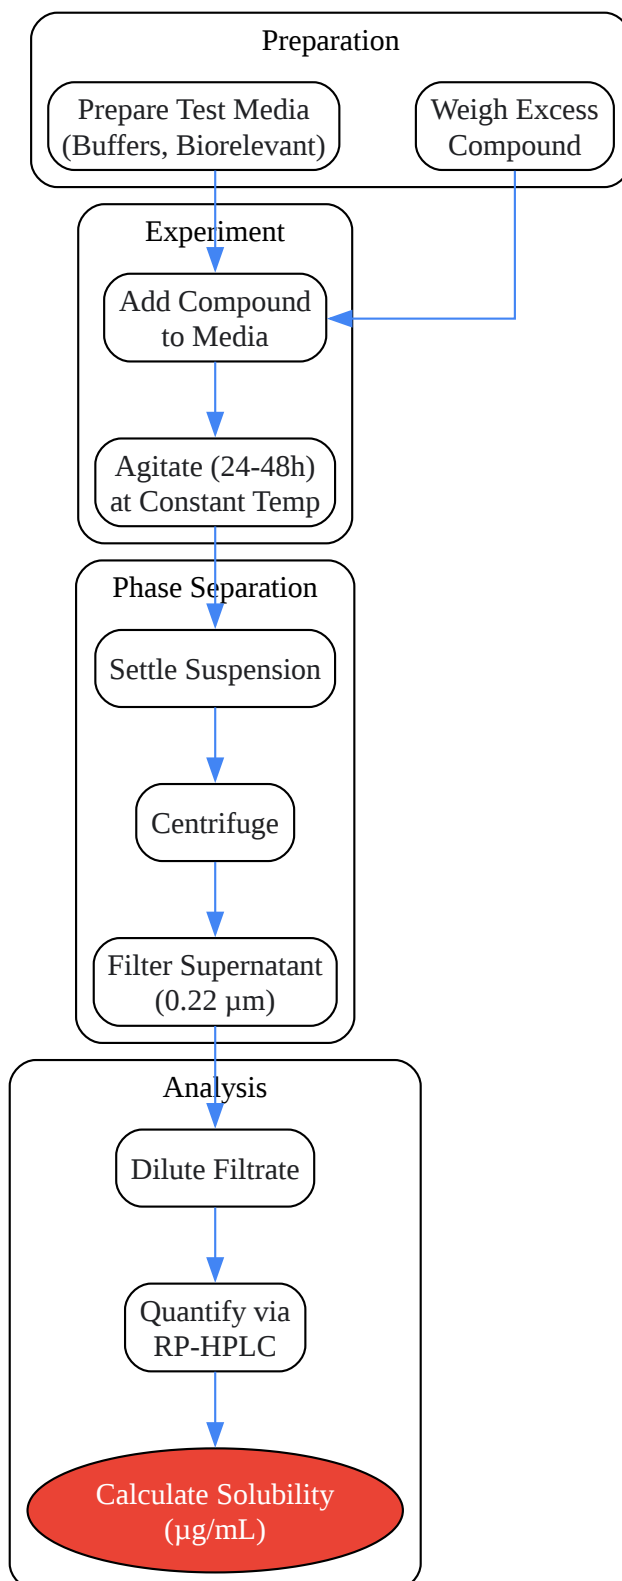 Preparation
Prepare Test Media
(Buffers, Biorelevant)
Weigh Excess
Compound
Experiment
Add Compound
to Media
Agitate (24-48h)
at Constant Temp
Phase Separation
Settle Suspension
Centrifuge
Filter Supernatant
(0.22 µm)
Analysis
Dilute Filtrate
Quantify via
RP-HPLC
Calculate Solubility
(µg/mL)